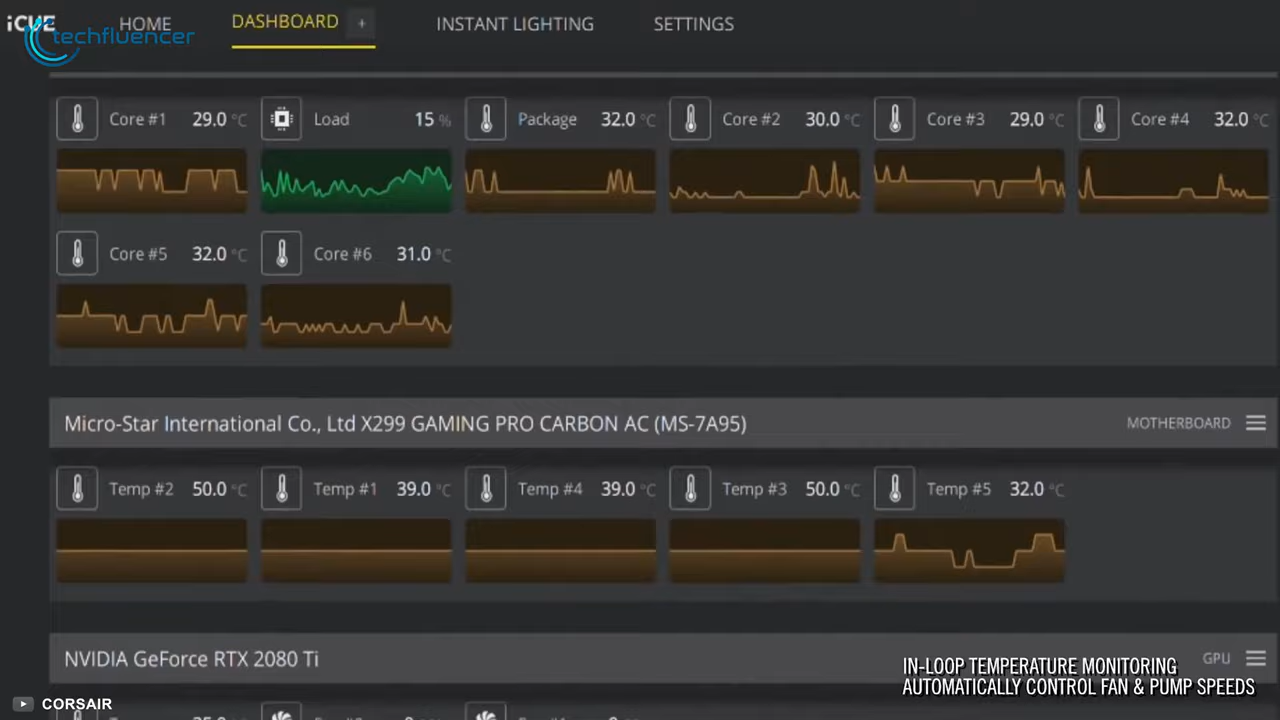 iCUE HOME DASHBOARD + INSTANT LIGHTING SETTINGS
techfluencer
Core #1 29.0 °C Load 15 % Package 32.0 °C Core #2 30.0 °C Core #3 29.0 °C Core #4 32.0 °C
Core #5 32.0 °C Core #6 31.0 °C
Micro-Star International Co., Ltd X299 GAMING PRO CARBON AC (MS-7A95) MOTHERBOARD
Temp #2 50.0 °C Temp #1 39.0 °C Temp #4 39.0 °C Temp #3 50.0 °C Temp #5 32.0 °C
NVIDIA GeForce RTX 2080 Ti GPU
IN-LOOP TEMPERATURE MONITORING
AUTOMATICALLY CONTROL FAN & PUMP SPEEDS
CORSAIR